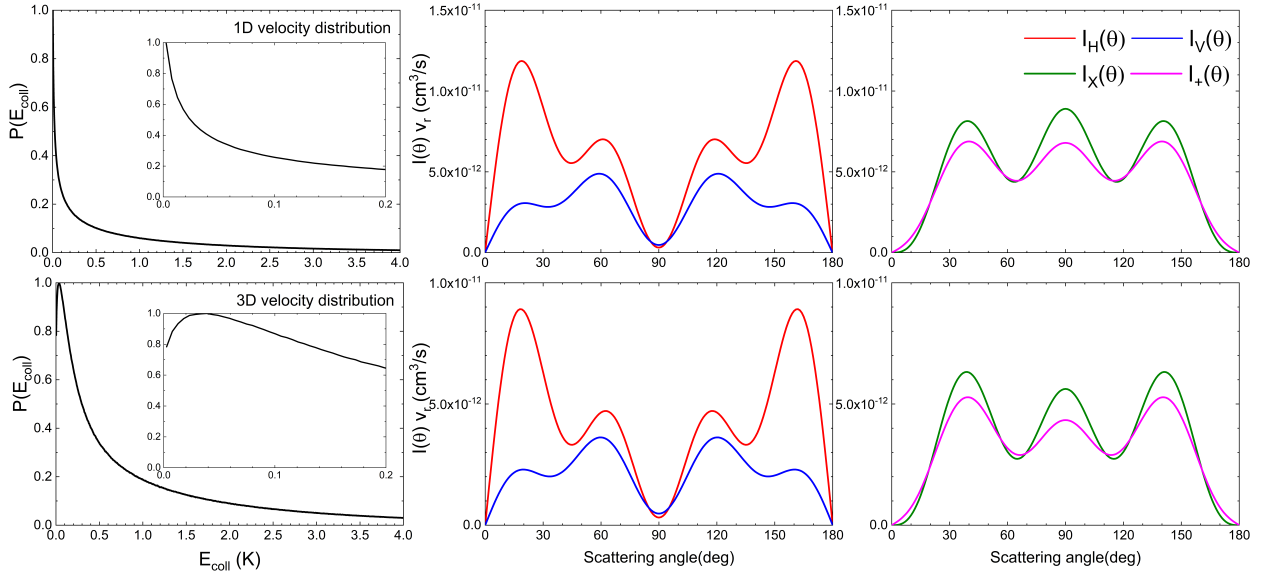 1D velocity distribution
P(E_coll)
1.0
0.8
0.6
0.4
0.2
0.0
0.0 0.5 1.0 1.5 2.0 2.5 3.0 3.5 4.0
1.0
0.8
0.6
0.4
0.2
0.0
0.0 0.1 0.2
I(θ) v_r (cm³/s)
1.5x10⁻¹¹
1.0x10⁻¹¹
5.0x10⁻¹²
0.0
0 30 60 90 120 150 180
1.5x10⁻¹¹
1.0x10⁻¹¹
5.0x10⁻¹²
0.0
0 30 60 90 120 150 180
I_H(θ) I_V(θ)
I_X(θ) I_+(θ)
3D velocity distribution
P(E_coll)
1.0
0.8
0.6
0.4
0.2
0.0
0.0 0.5 1.0 1.5 2.0 2.5 3.0 3.5 4.0
E_coll (K)
1.0
0.8
0.6
0.4
0.2
0.0
0.0 0.1 0.2
I(θ) v_r (cm³/s)
1.0x10⁻¹¹
5.0x10⁻¹²
0.0
0 30 60 90 120 150 180
Scattering angle(deg)
1.0x10⁻¹¹
5.0x10⁻¹²
0.0
0 30 60 90 120 150 180
Scattering angle(deg)